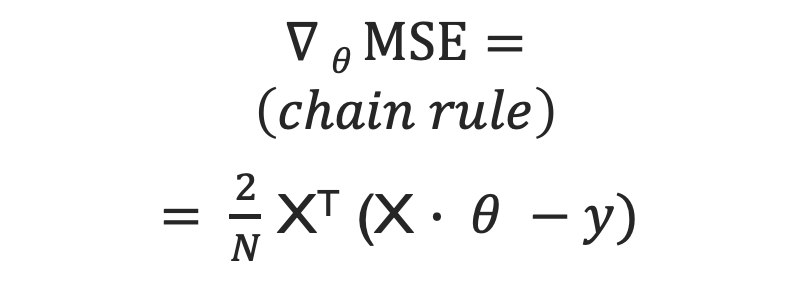 ∇ θ MSE =
(chain rule)
= 2/N Xᵀ (X · θ − y)